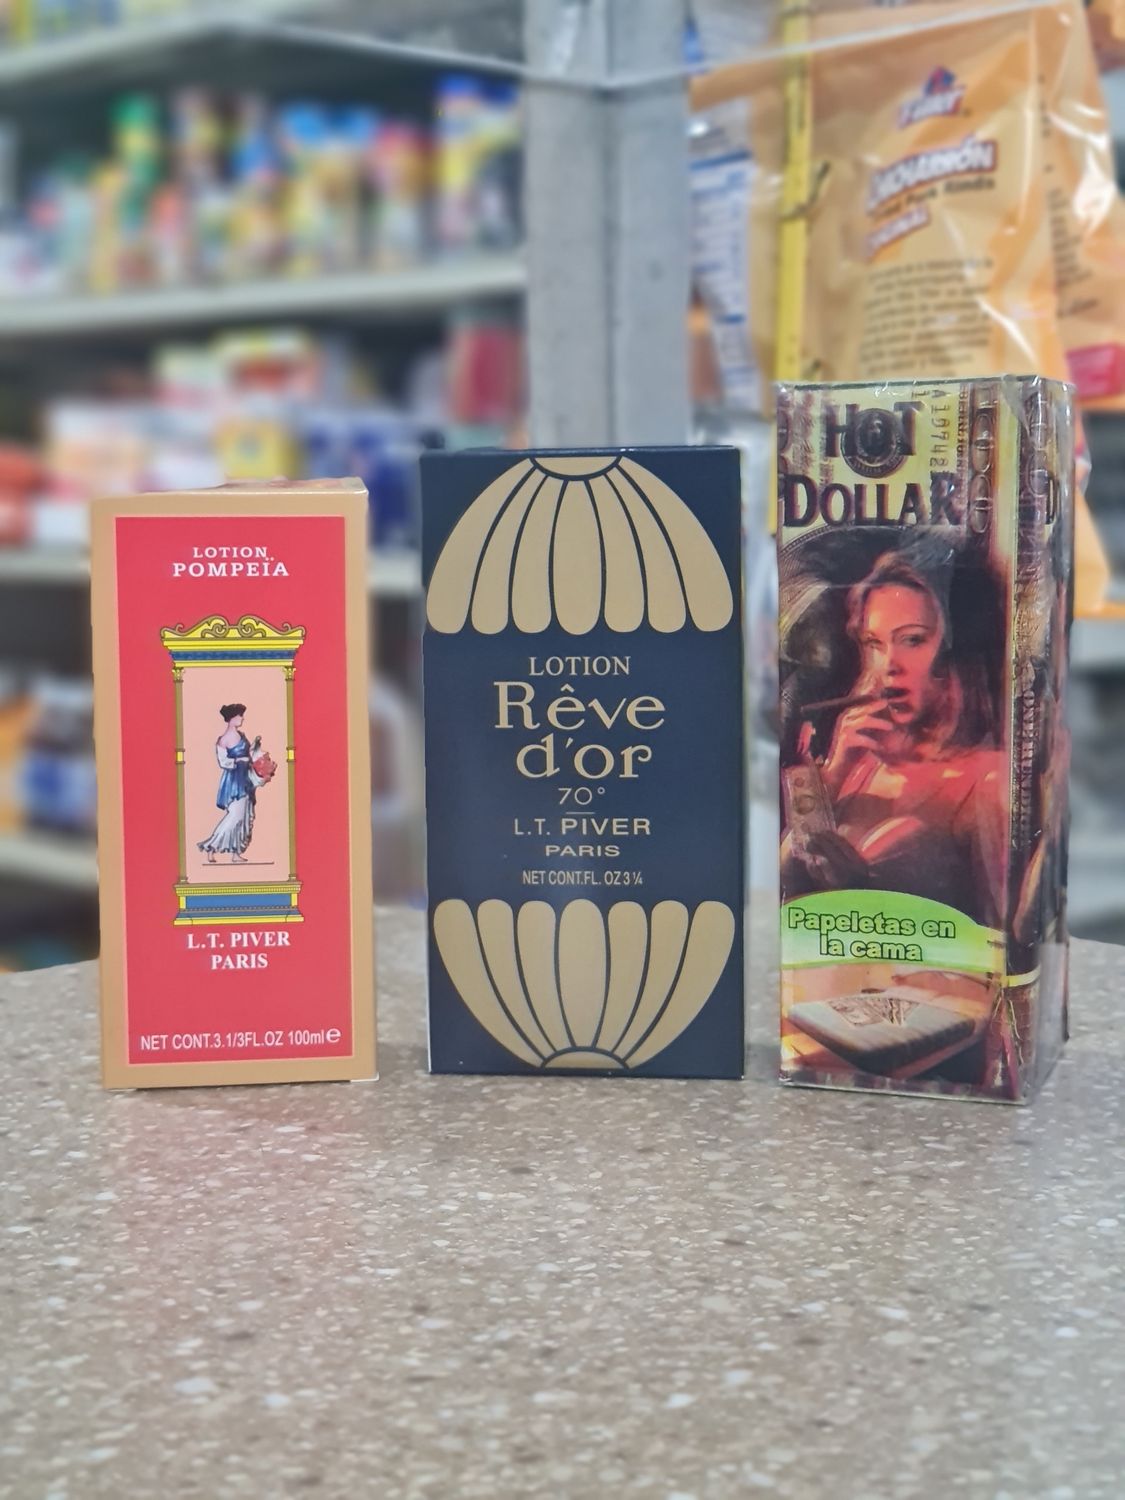 LOTION
POMPEÏA
L.T. PIVER
PARIS
NET CONT.3.1/3FL.OZ 100ml e
LOTION
Rêve
d'or
70°
L.T. PIVER
PARIS
NET CONT.FL. OZ 3 ¼
HOT
DOLLAR
Papeletas en
la cama